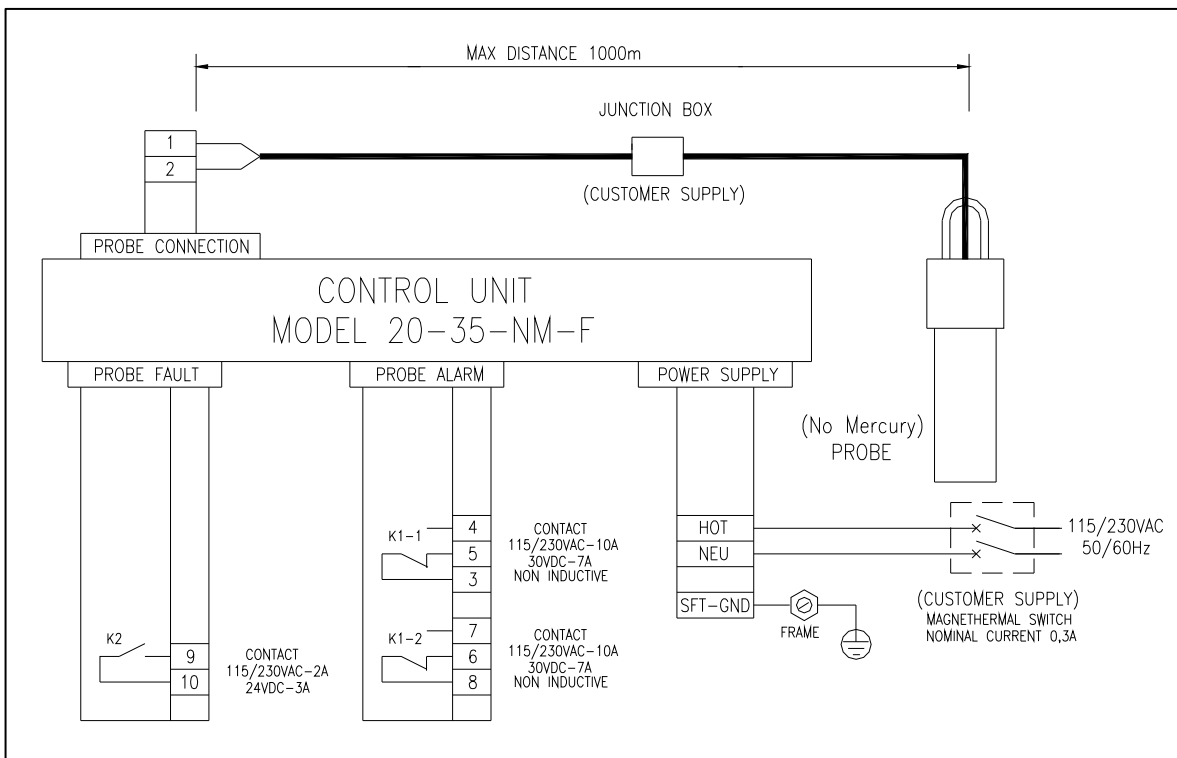 MAX DISTANCE 1000m
JUNCTION BOX
1
2
(CUSTOMER SUPPLY)
PROBE CONNECTION
CONTROL UNIT
MODEL 20-35-NM-F
PROBE FAULT
PROBE ALARM
POWER SUPPLY
(No Mercury)
PROBE
K2
9
10
CONTACT
115/230VAC-2A
24VDC-3A
K1-1
4
5
3
CONTACT
115/230VAC-10A
30VDC-7A
NON INDUCTIVE
K1-2
7
6
8
CONTACT
115/230VAC-10A
30VDC-7A
NON INDUCTIVE
HOT
NEU
SFT-GND
FRAME
115/230VAC
50/60Hz
(CUSTOMER SUPPLY)
MAGNETHERMAL SWITCH
NOMINAL CURRENT 0,3A